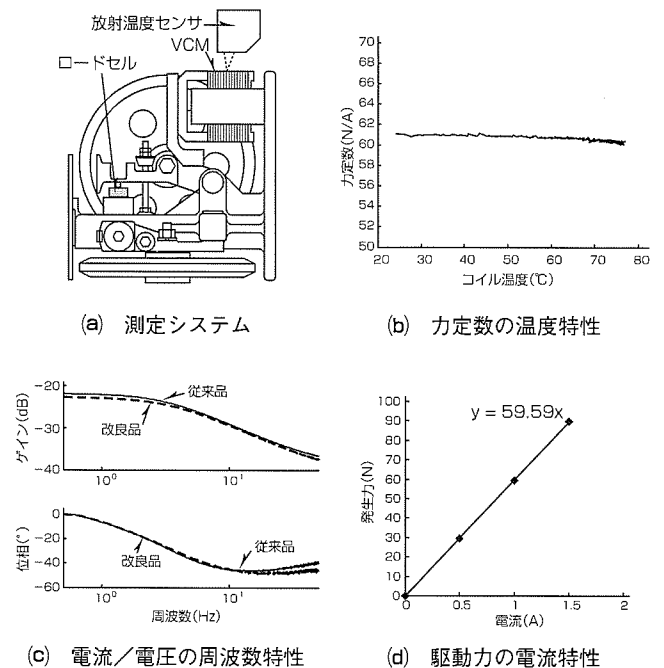 放射温度センサ
VCM
ロードセル
(a) 測定システム
力定数(N/A)
70
68
66
64
62
60
58
56
54
52
50
20 30 40 50 60 70 80
コイル温度(℃)
(b) 力定数の温度特性
ゲイン(dB)
-20
-30
-40
従来品
改良品
10⁰ 10¹
位相(°)
0
-20
-40
-60
従来品
改良品
10⁰ 10¹
周波数(Hz)
(c) 電流/電圧の周波数特性
発生力(N)
100
90
80
70
60
50
40
30
20
10
0
y = 59.59x
0 0.5 1 1.5 2
電流(A)
(d) 駆動力の電流特性